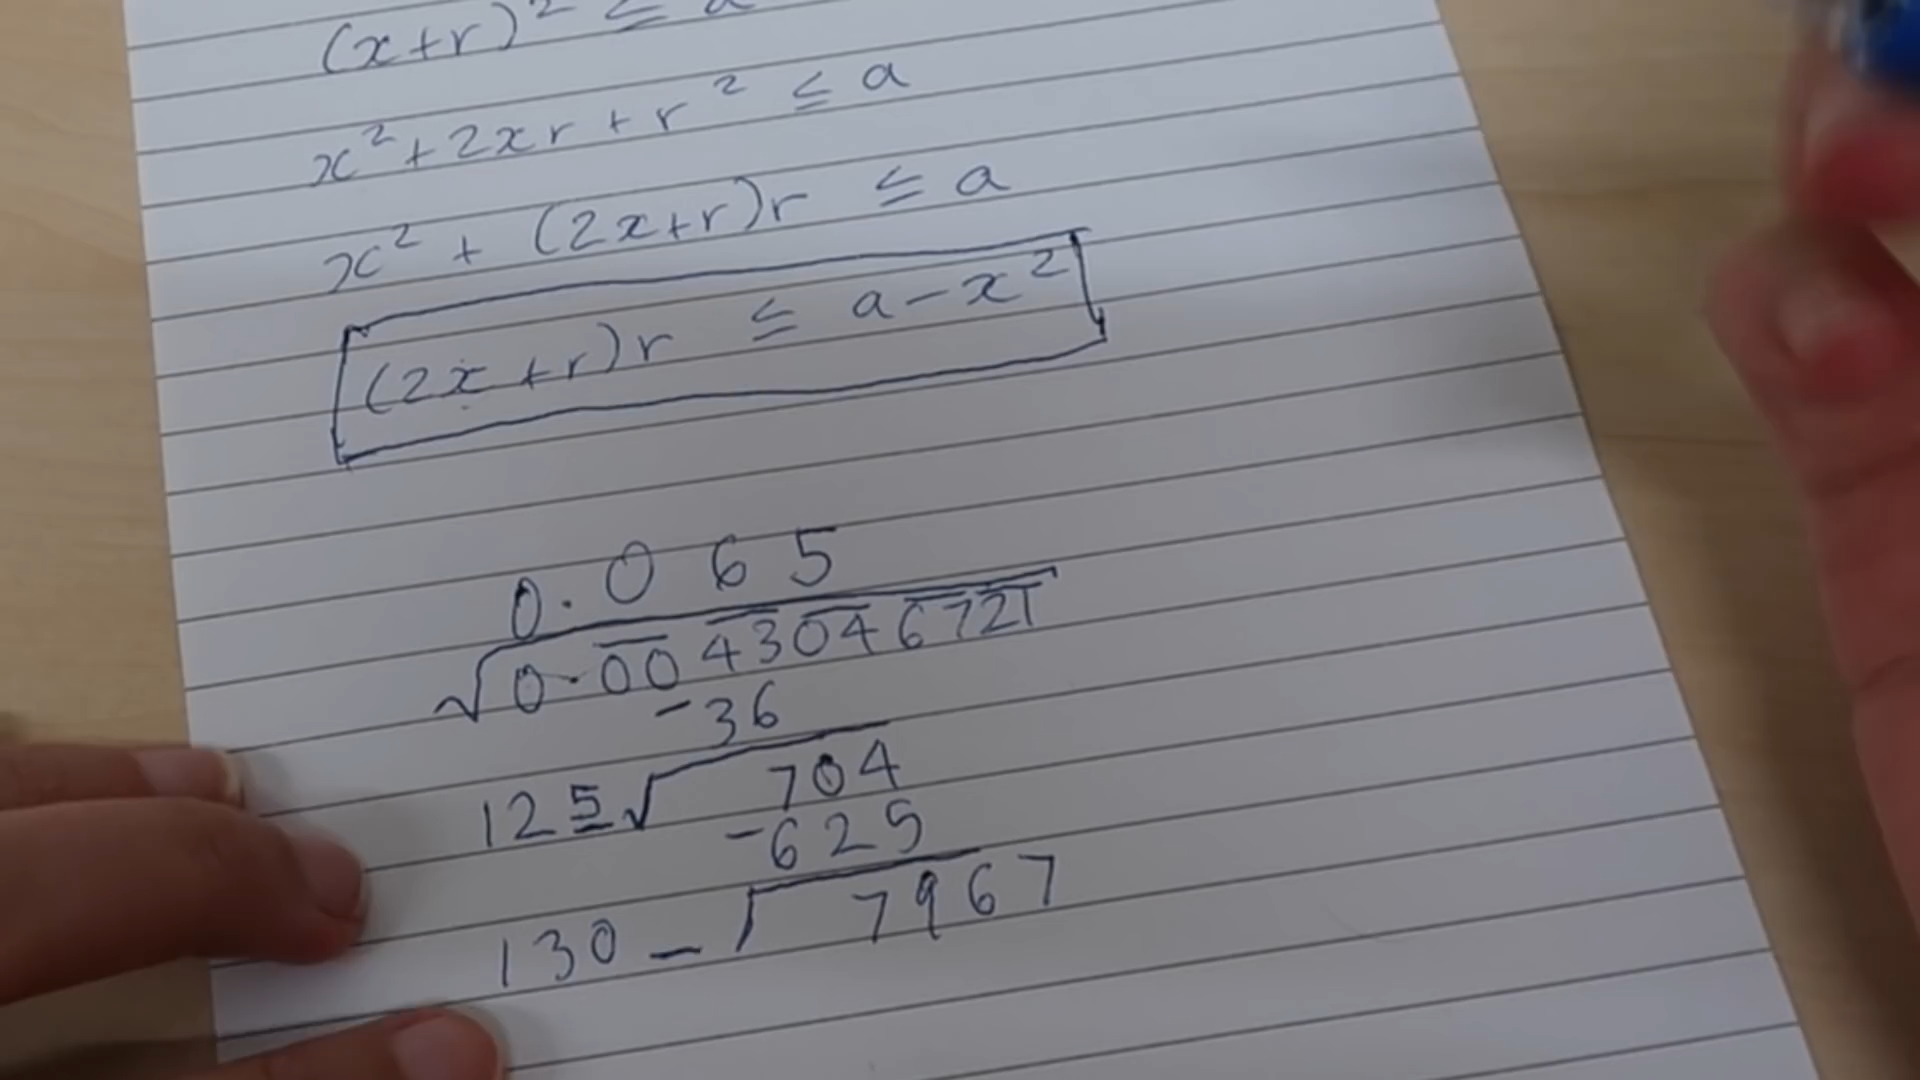 (x+r)² ≤ a
x²+2xr+r² ≤ a
x² + (2x+r)r ≤ a
(2x+r)r ≤ a-x²
0.065
√0.0043046721
-36
125√704
-625
130_√7967